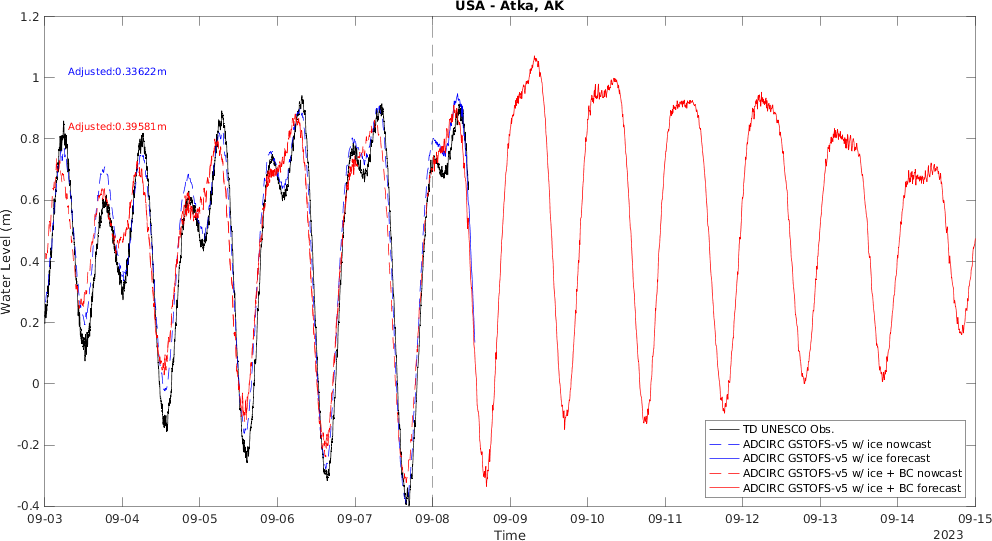 USA - Atka, AK
1.2
1
0.8
0.6
0.4
0.2
0
-0.2
-0.4
Water Level (m)
Adjusted:0.33622m
Adjusted:0.39581m
TD UNESCO Obs.
ADCIRC GSTOFS-v5 w/ ice nowcast
ADCIRC GSTOFS-v5 w/ ice forecast
ADCIRC GSTOFS-v5 w/ ice + BC nowcast
ADCIRC GSTOFS-v5 w/ ice + BC forecast
09-03 09-04 09-05 09-06 09-07 09-08 09-09 09-10 09-11 09-12 09-13 09-14 09-15
Time
2023